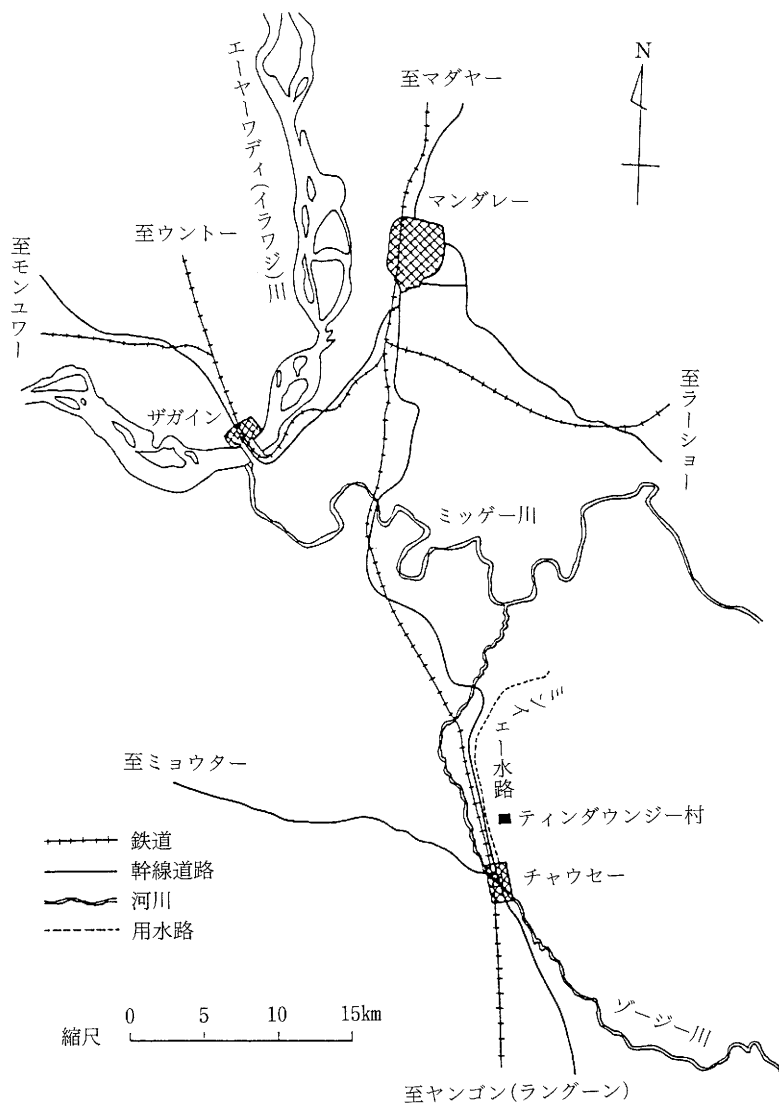 N
エーヤーワディ(イラワジ)川
至マダヤー
マンダレー
至ウントー
至モンユワー
ザガイン
至ラーショー
ミッゲー川
ミンイエー水路
至ミョウター
ティンダウンジー村
チャウセー
鉄道
幹線道路
河川
用水路
縮尺
0 5 10 15km
ゾージー川
至ヤンゴン(ラングーン)